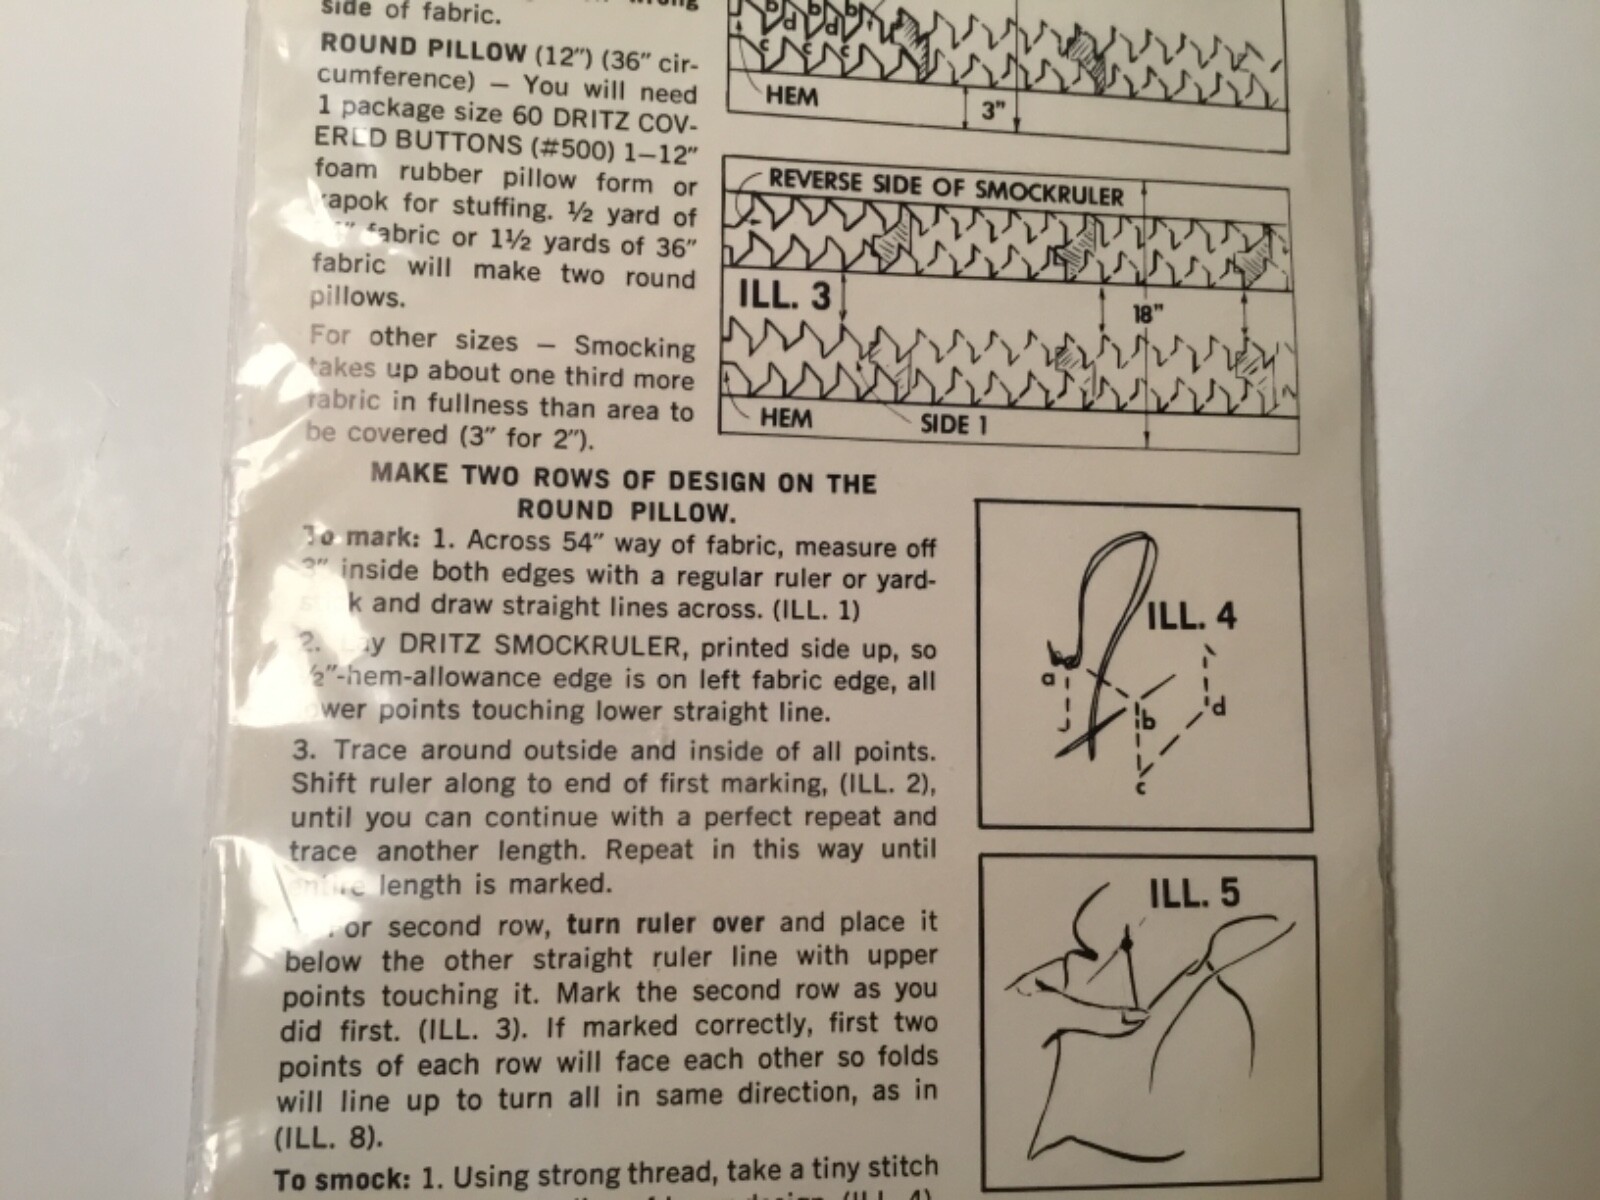 side of fabric.
ROUND PILLOW (12″) (36″ cir-
cumference) — You will need
1 package size 60 DRITZ COV-
ERED BUTTONS (#500) 1—12″
foam rubber pillow form or
kapok for stuffing. ½ yard of
fabric or 1½ yards of 36″
fabric will make two round
pillows.
For other sizes — Smocking
takes up about one third more
fabric in fullness than area to
be covered (3″ for 2″).
b b b
d d
c c c
HEM
3"
REVERSE SIDE OF SMOCKRULER
ILL. 3
18"
HEM
SIDE 1
MAKE TWO ROWS OF DESIGN ON THE
ROUND PILLOW.
To mark: 1. Across 54″ way of fabric, measure off
3″ inside both edges with a regular ruler or yard-
stick and draw straight lines across. (ILL. 1)
2. Lay DRITZ SMOCKRULER, printed side up, so
½″-hem-allowance edge is on left fabric edge, all
lower points touching lower straight line.
3. Trace around outside and inside of all points.
Shift ruler along to end of first marking, (ILL. 2),
until you can continue with a perfect repeat and
trace another length. Repeat in this way until
entire length is marked.
For second row, turn ruler over and place it
below the other straight ruler line with upper
points touching it. Mark the second row as you
did first. (ILL. 3). If marked correctly, first two
points of each row will face each other so folds
will line up to turn all in same direction, as in
(ILL. 8).
To smock: 1. Using strong thread, take a tiny stitch
ILL. 4
a
b
d
c
ILL. 5